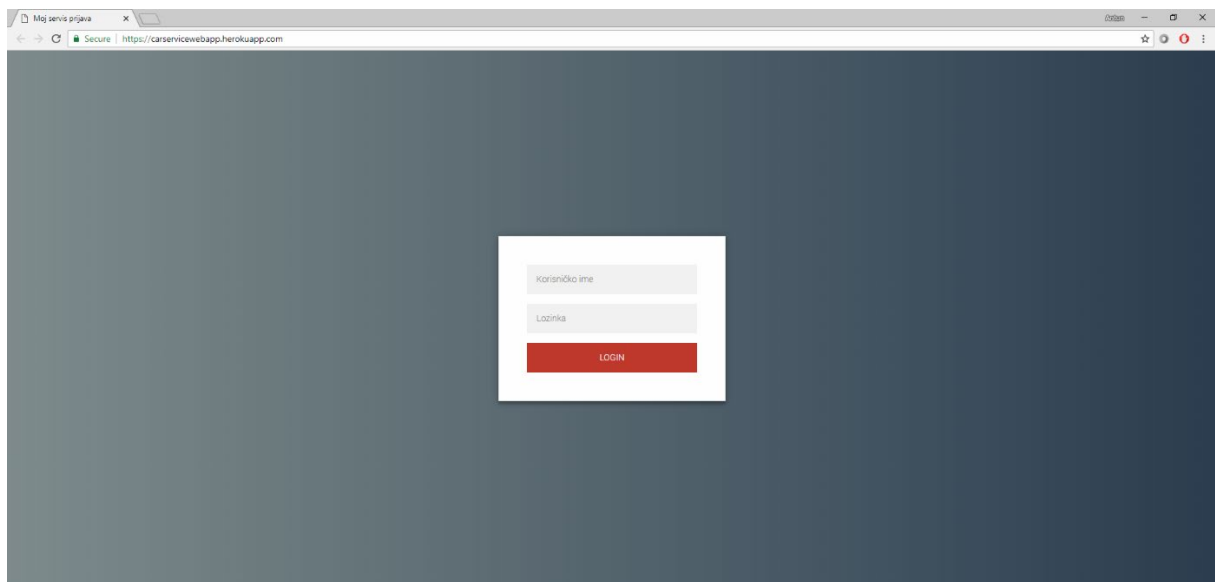 Moj servis prijava
Secure
https://carservicewebapp.herokuapp.com
Korisničko ime
Lozinka
LOGIN